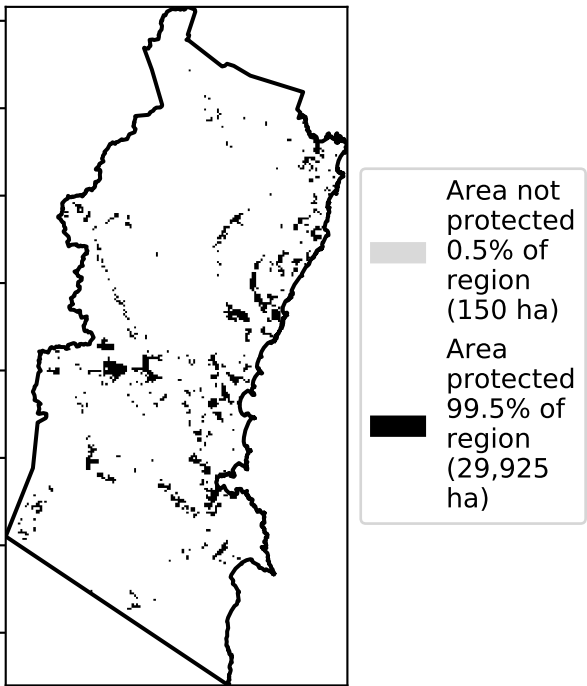 Area not
protected
0.5% of
region
(150 ha)
Area
protected
99.5% of
region
(29,925
ha)